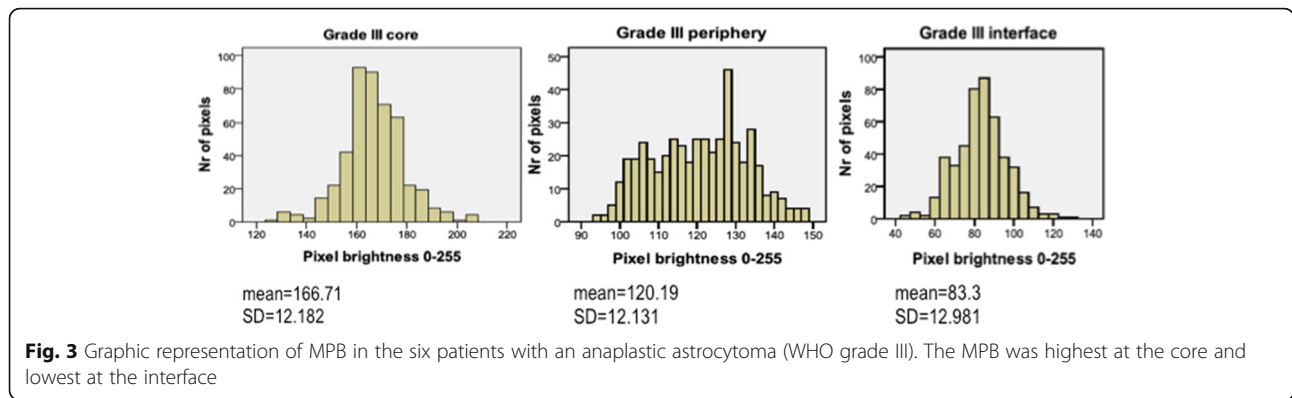 Grade III core
Nr of pixels
100
80
60
40
20
0
120 140 160 180 200 220
Pixel brightness 0-255
mean=166.71
SD=12.182
Grade III periphery
Nr of pixels
50
40
30
20
10
0
90 100 110 120 130 140 150
Pixel brightness 0-255
mean=120.19
SD=12.131
Grade III interface
Nr of pixels
100
80
60
40
20
0
40 60 80 100 120 140
Pixel brightness 0-255
mean=83.3
SD=12.981
Fig. 3 Graphic representation of MPB in the six patients with an anaplastic astrocytoma (WHO grade III). The MPB was highest at the core and
lowest at the interface